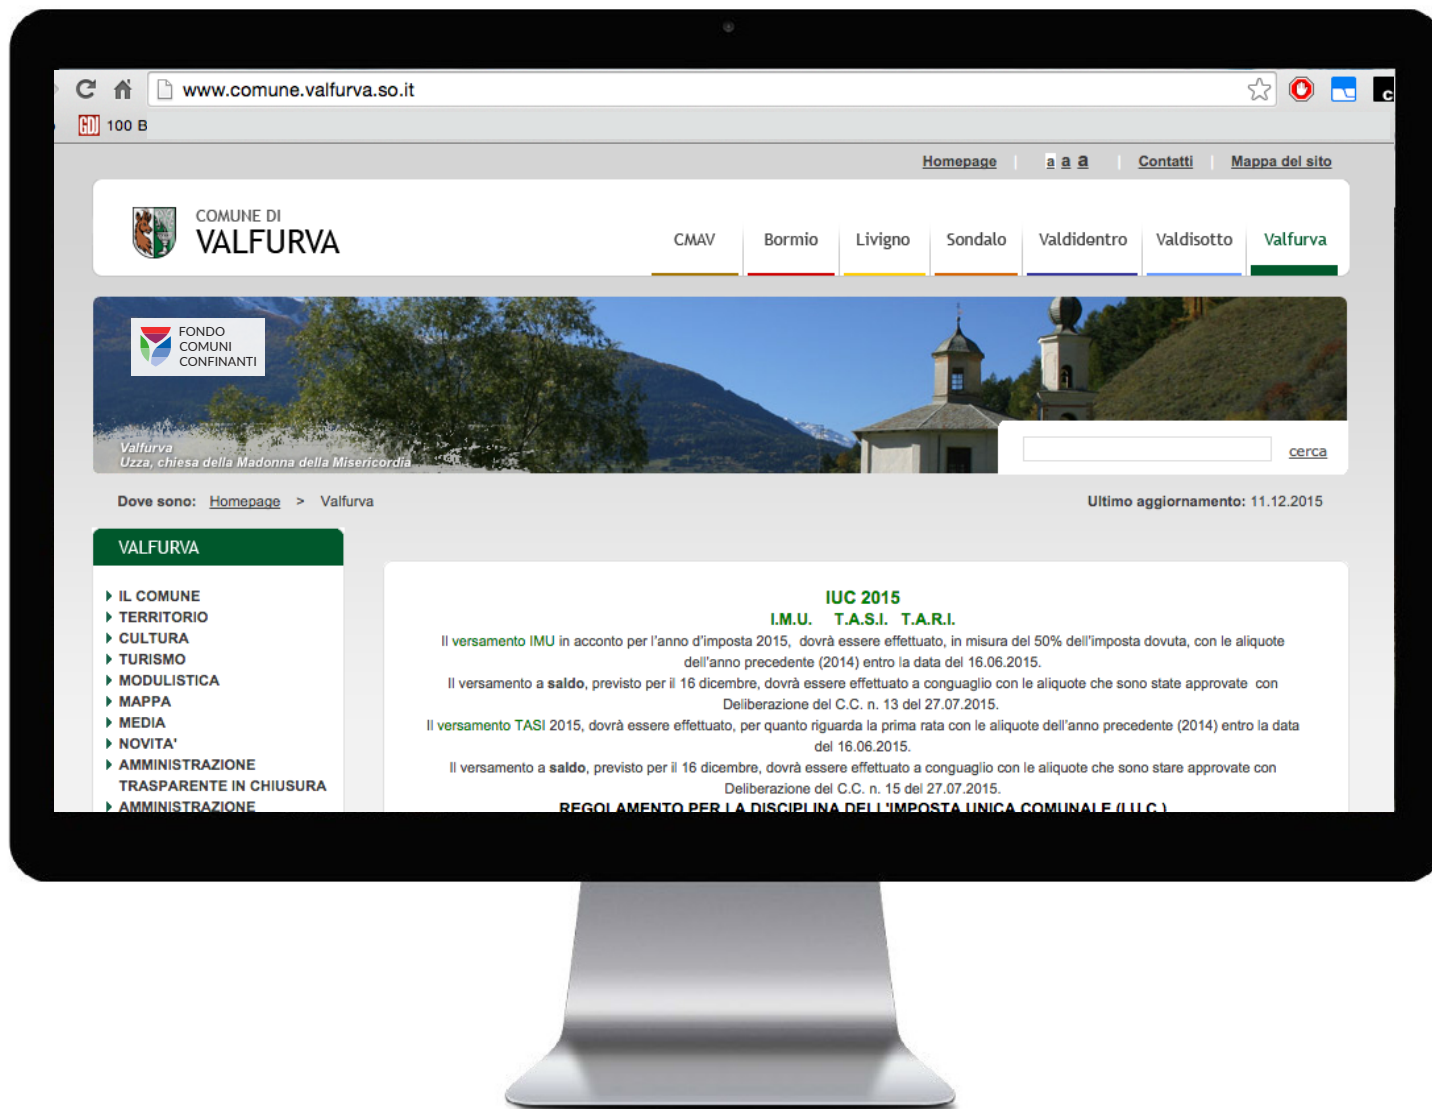 www.comune.valfurva.so.it
GDJ 100 B
Homepage | a a a | Contatti | Mappa del sito
COMUNE DI
VALFURVA
CMAV Bormio Livigno Sondalo Valdidentro Valdisotto Valfurva
FONDO
COMUNI
CONFINANTI
Valfurva
Uzza, chiesa della Madonna della Misericordia
cerca
Dove sono: Homepage > Valfurva
Ultimo aggiornamento: 11.12.2015
VALFURVA
IL COMUNE
TERRITORIO
CULTURA
TURISMO
MODULISTICA
MAPPA
MEDIA
NOVITA'
AMMINISTRAZIONE
TRASPARENTE IN CHIUSURA
AMMINISTRAZIONE
IUC 2015
I.M.U. T.A.S.I. T.A.R.I.
Il versamento IMU in acconto per l'anno d'imposta 2015, dovrà essere effettuato, in misura del 50% dell'imposta dovuta, con le aliquote
dell'anno precedente (2014) entro la data del 16.06.2015.
Il versamento a saldo, previsto per il 16 dicembre, dovrà essere effettuato a conguaglio con le aliquote che sono state approvate con
Deliberazione del C.C. n. 13 del 27.07.2015.
Il versamento TASI 2015, dovrà essere effettuato, per quanto riguarda la prima rata con le aliquote dell'anno precedente (2014) entro la data
del 16.06.2015.
Il versamento a saldo, previsto per il 16 dicembre, dovrà essere effettuato a conguaglio con le aliquote che sono stare approvate con
Deliberazione del C.C. n. 15 del 27.07.2015.
REGOLAMENTO PER LA DISCIPLINA DELL'IMPOSTA UNICA COMUNALE (I.U.C.)